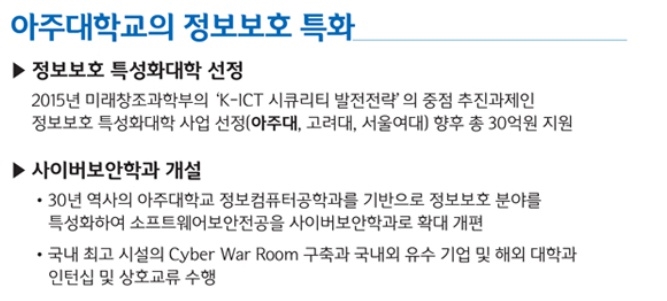 아주대학교의 정보보호 특화
▶ 정보보호 특성화대학 선정
2015년 미래창조과학부의 ‘K-ICT 시큐리티 발전전략’의 중점 추진과제인
정보보호 특성화대학 사업 선정(아주대, 고려대, 서울여대) 향후 총 30억원 지원
▶ 사이버보안학과 개설
• 30년 역사의 아주대학교 정보컴퓨터공학과를 기반으로 정보보호 분야를
특성화하여 소프트웨어보안전공을 사이버보안학과로 확대 개편
• 국내 최고 시설의 Cyber War Room 구축과 국내외 유수 기업 및 해외 대학과
인턴십 및 상호교류 수행